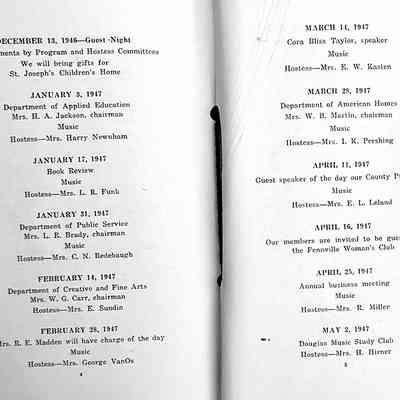 DECEMBER 13, 1946—Guest Night
by Program and Hostess Committees
We will bring gifts for
St. Joseph's Children's Home
JANUARY 3, 1947
Department of Applied Education
Mrs. H. A. Jackson, chairman
Music
Hostess—Mrs. Harry Newnham
JANUARY 17, 1947
Book Review
Music
Hostess—Mrs. L. R. Funk
JANUARY 31, 1947
Department of Public Service
Mrs. L. R. Brady, chairman
Music
Hostess—Mrs. C. N. Redebaugh
FEBRUARY 14, 1947
Department of Creative and Fine Arts
Mrs. W. G. Carr, chairman
Hostess—Mrs. E. Sundin
FEBRUARY 28, 1947
Mrs. R. E. Madden will have charge of the day
Music
Hostess—Mrs. George VanOs
4
MARCH 14, 1947
Cora Bliss Taylor, speaker
Music
Hostess—Mrs. E. W. Kasten
MARCH 28, 1947
Department of American Homes
Mrs. W. B. Martin, chairman
Music
Hostess—Mrs. I. K. Pershing
APRIL 11, 1947
Guest speaker of the day our County
Music
Hostess—Mrs. E. L. Leland
APRIL 16, 1947
Our members are invited to be
the Fennville Woman's Club
APRIL 25, 1947
Annual business meeting
Music
Hostess—Mrs. R. Miller
MAY 2, 1947
Douglas Music Study Club
Hostess—Mrs. H. Hirner
5